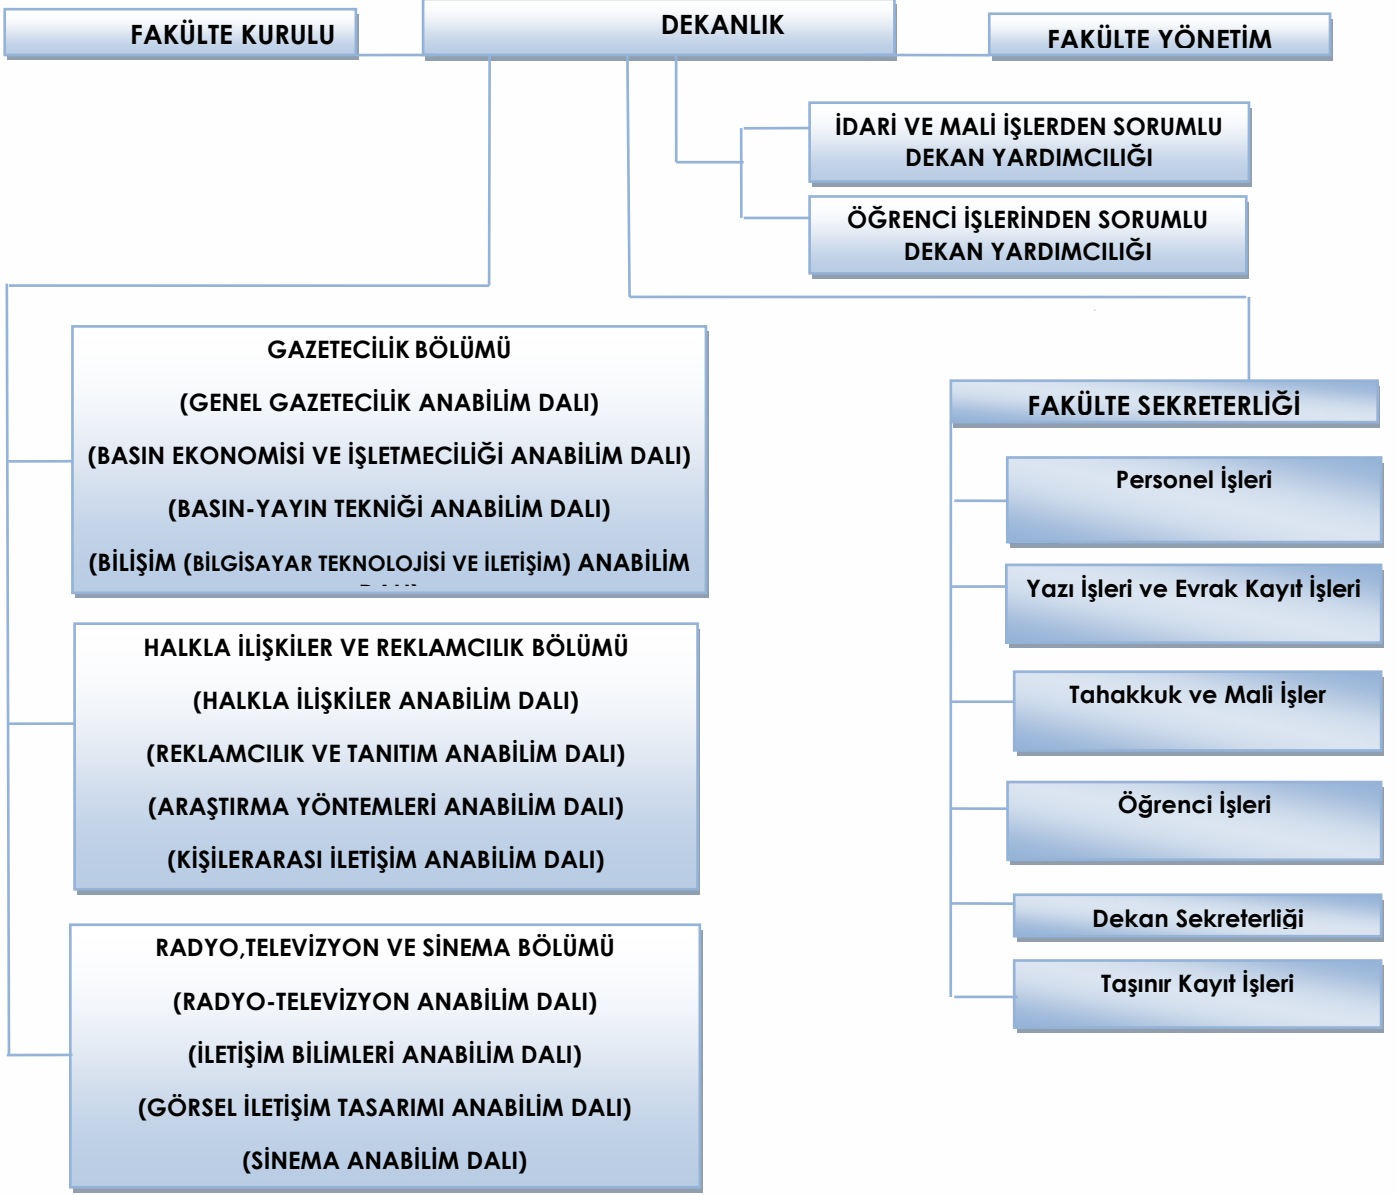 FAKÜLTE KURULU
DEKANLIK
FAKÜLTE YÖNETİM
İDARİ VE MALİ İŞLERDEN SORUMLU
DEKAN YARDIMCILIĞI
ÖĞRENCİ İŞLERİNDEN SORUMLU
DEKAN YARDIMCILIĞI
GAZETECİLİK BÖLÜMÜ
(GENEL GAZETECİLİK ANABİLİM DALI)
(BASIN EKONOMİSİ VE İŞLETMECİLİĞİ ANABİLİM DALI)
(BASIN-YAYIN TEKNİĞİ ANABİLİM DALI)
(BİLİŞİM (BİLGİSAYAR TEKNOLOJİSİ VE İLETİŞİM) ANABİLİM
HALKLA İLİŞKİLER VE REKLAMCILIK BÖLÜMÜ
(HALKLA İLİŞKİLER ANABİLİM DALI)
(REKLAMCILIK VE TANITIM ANABİLİM DALI)
(ARAŞTIRMA YÖNTEMLERİ ANABİLİM DALI)
(KİŞİLERARASI İLETİŞİM ANABİLİM DALI)
RADYO,TELEVİZYON VE SİNEMA BÖLÜMÜ
(RADYO-TELEVİZYON ANABİLİM DALI)
(İLETİŞİM BİLİMLERİ ANABİLİM DALI)
(GÖRSEL İLETİŞİM TASARIMI ANABİLİM DALI)
(SİNEMA ANABİLİM DALI)
FAKÜLTE SEKRETERLİĞİ
Personel İşleri
Yazı İşleri ve Evrak Kayıt İşleri
Tahakkuk ve Mali İşler
Öğrenci İşleri
Dekan Sekreterliği
Taşınır Kayıt İşleri